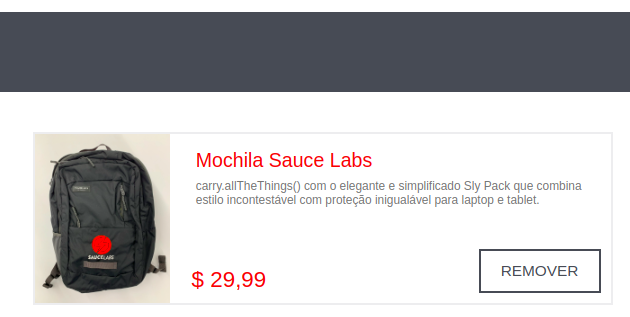 Mochila Sauce Labs
carry.allTheThings() com o elegante e simplificado Sly Pack que combina
estilo incontestável com proteção inigualável para laptop e tablet.
SAUCELABS
$ 29,99
REMOVER